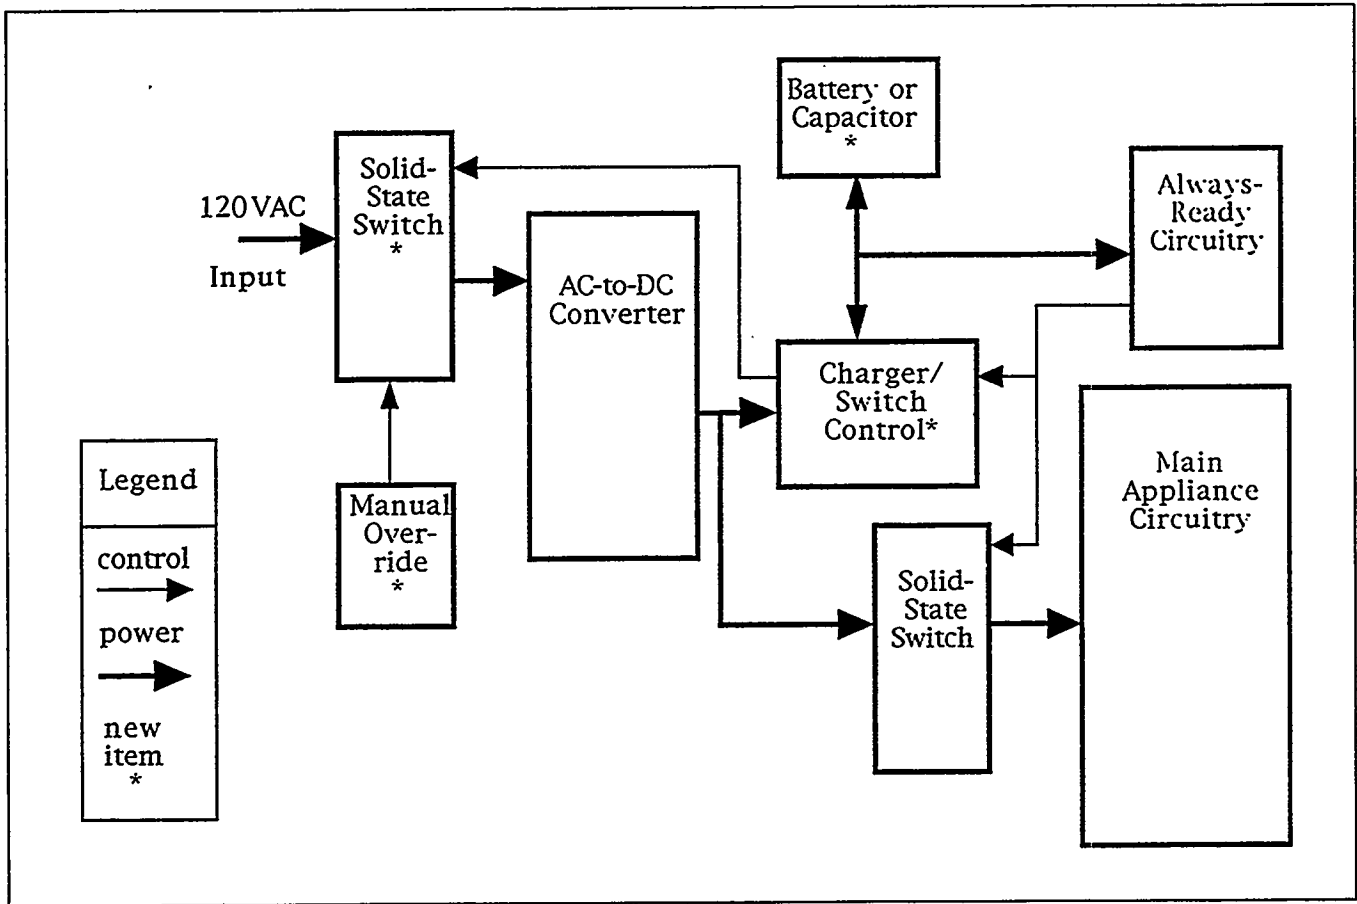 120 VAC
Input
Solid-
State
Switch
*
Manual
Over-
ride
*
AC-to-DC
Converter
Battery or
Capacitor
*
Charger/
Switch
Control*
Always-
Ready
Circuitry
Solid-
State
Switch
Main
Appliance
Circuitry
Legend
control
power
new
item
*